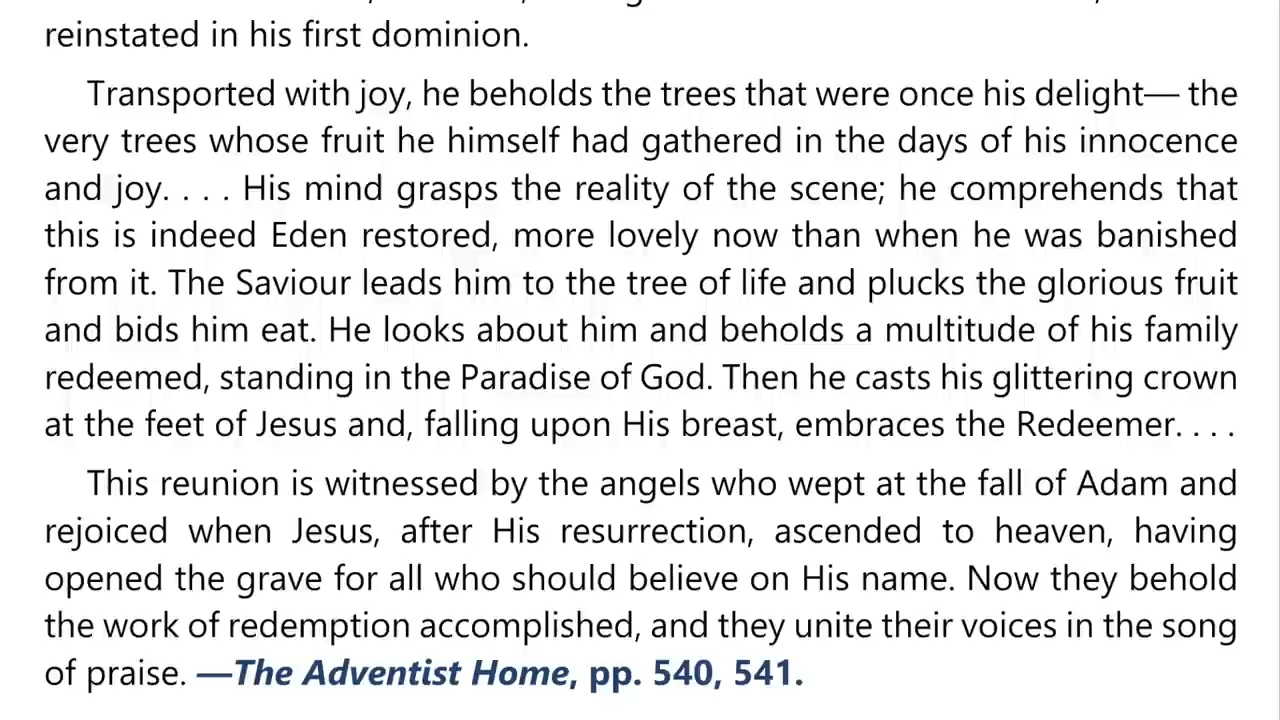 reinstated in his first dominion.
Transported with joy, he beholds the trees that were once his delight— the
very trees whose fruit he himself had gathered in the days of his innocence
and joy. . . . His mind grasps the reality of the scene; he comprehends that
this is indeed Eden restored, more lovely now than when he was banished
from it. The Saviour leads him to the tree of life and plucks the glorious fruit
and bids him eat. He looks about him and beholds a multitude of his family
redeemed, standing in the Paradise of God. Then he casts his glittering crown
at the feet of Jesus and, falling upon His breast, embraces the Redeemer. . . .
This reunion is witnessed by the angels who wept at the fall of Adam and
rejoiced when Jesus, after His resurrection, ascended to heaven, having
opened the grave for all who should believe on His name. Now they behold
the work of redemption accomplished, and they unite their voices in the song
of praise. —The Adventist Home, pp. 540, 541.